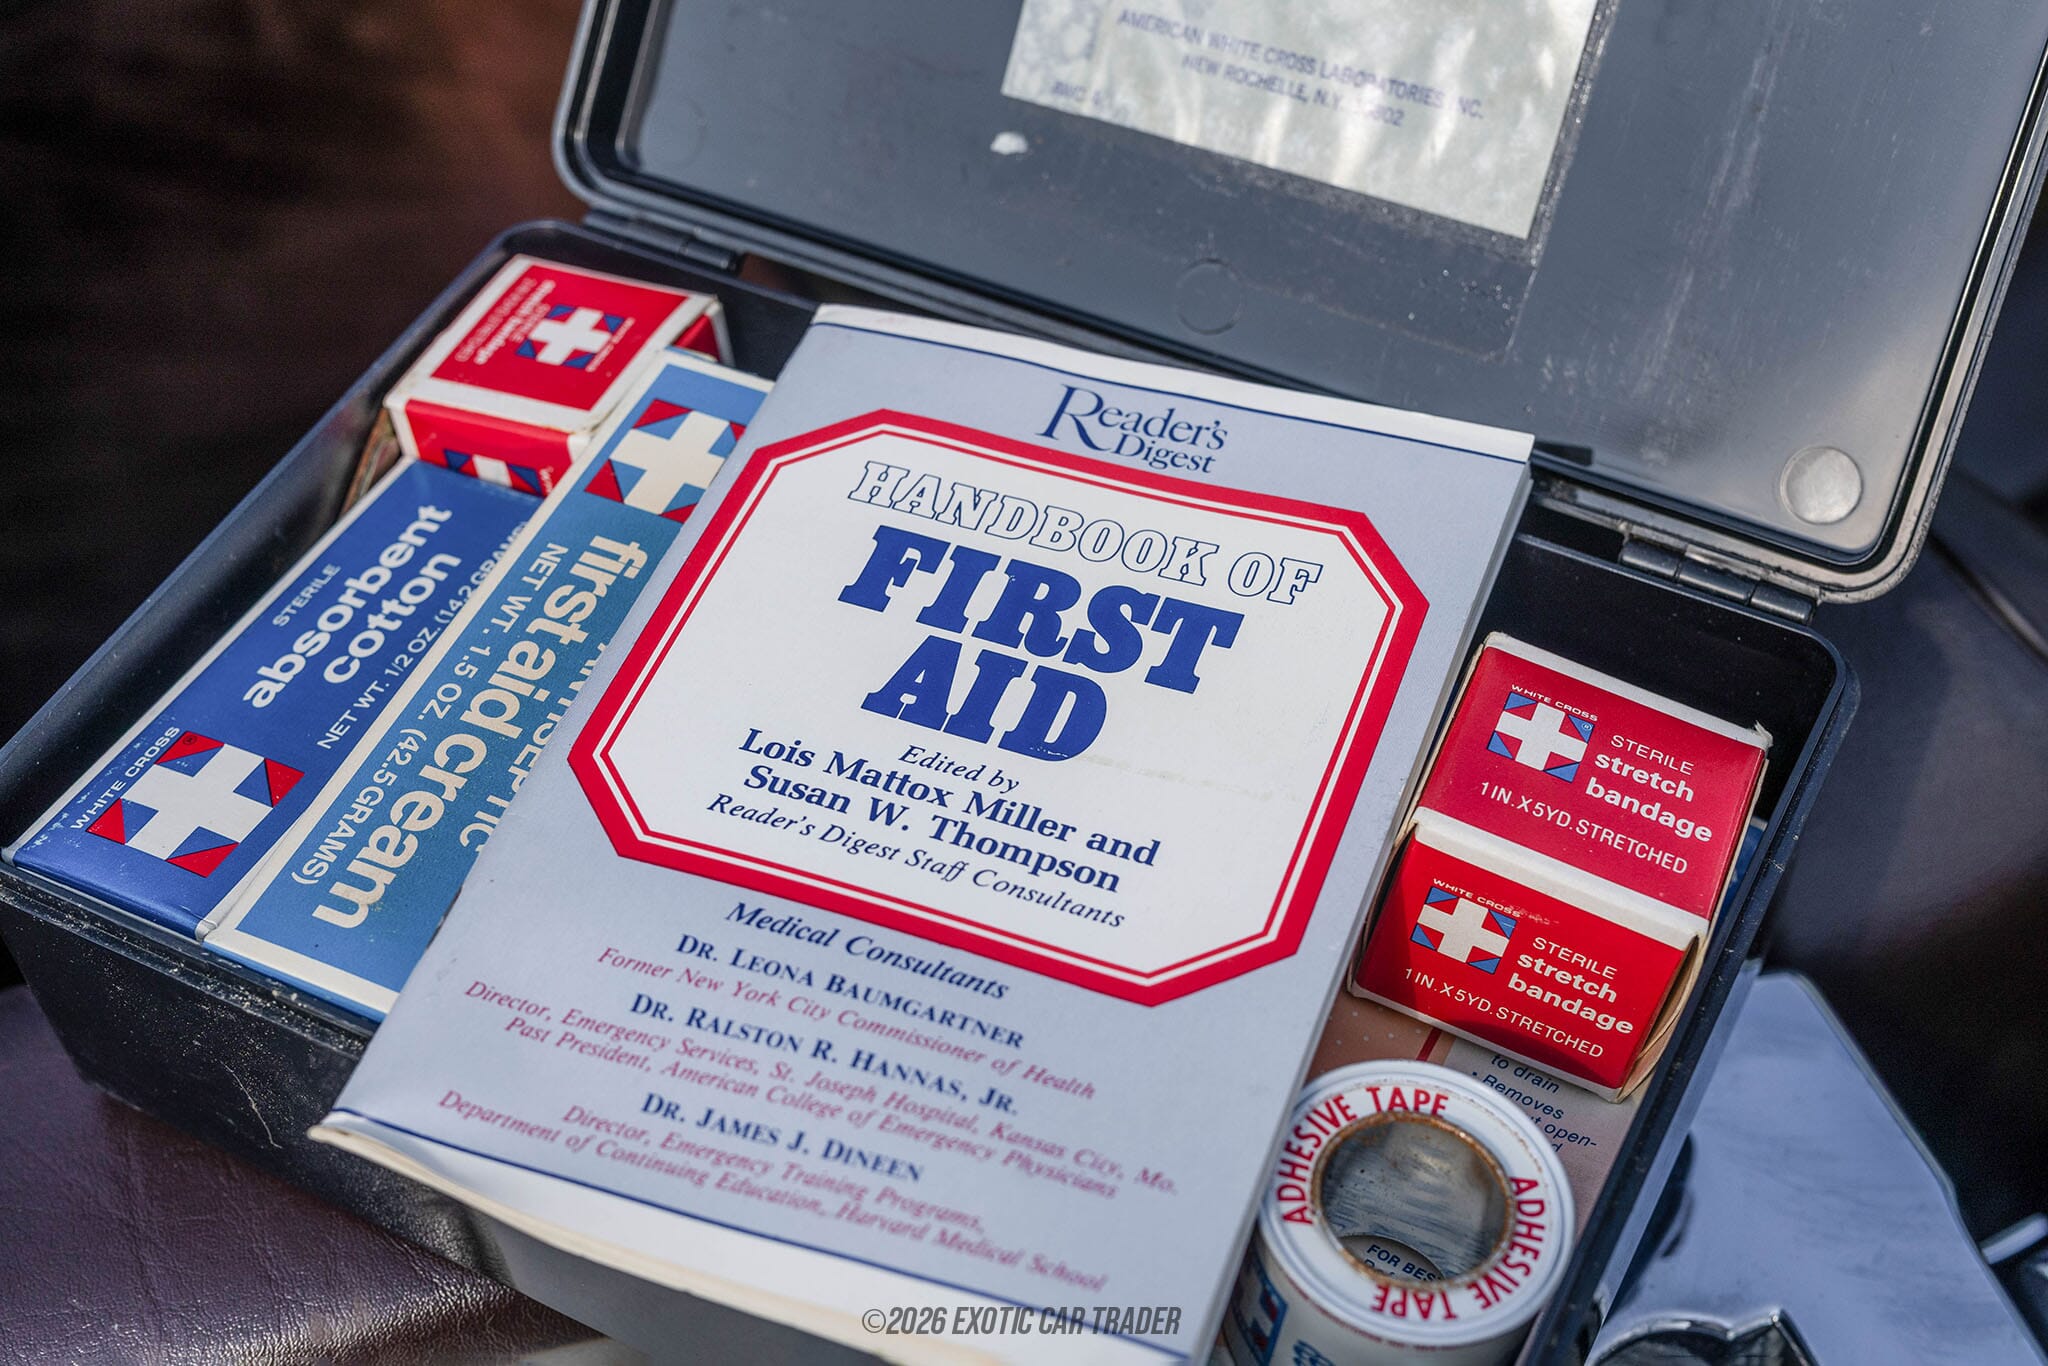 AMERICAN WHITE CROSS LABORATORIES, INC.
NEW ROCHELLE, N.Y.
stretch bandage
STERILE
absorbent
cotton
NET WT. 1/2 OZ. (14.2 GRAMS)
WHITE CROSS
®
ANTISEPTIC
first aid cream
NET WT. 1.5 OZ. (42.5 GRAMS)
Reader's
Digest
HANDBOOK OF
FIRST
AID
Edited by
Lois Mattox Miller and
Susan W. Thompson
Reader's Digest Staff Consultants
Medical Consultants
DR. LEONA BAUMGARTNER
Former New York City Commissioner of Health
DR. RALSTON R. HANNAS, JR.
Director, Emergency Services, St. Joseph Hospital, Kansas City, Mo.
Past President, American College of Emergency Physicians
DR. JAMES J. DINEEN
Director, Emergency Training Programs,
Department of Continuing Education, Harvard Medical School
WHITE CROSS
®
STERILE
stretch
bandage
1 IN. X 5 YD. STRETCHED
WHITE CROSS
STERILE
stretch
bandage
1 IN. X 5 YD. STRETCHED
to drain
• Removes
open-
ADHESIVE TAPE
ADHESIVE TAPE
FOR BES
©2026 EXOTIC CAR TRADER